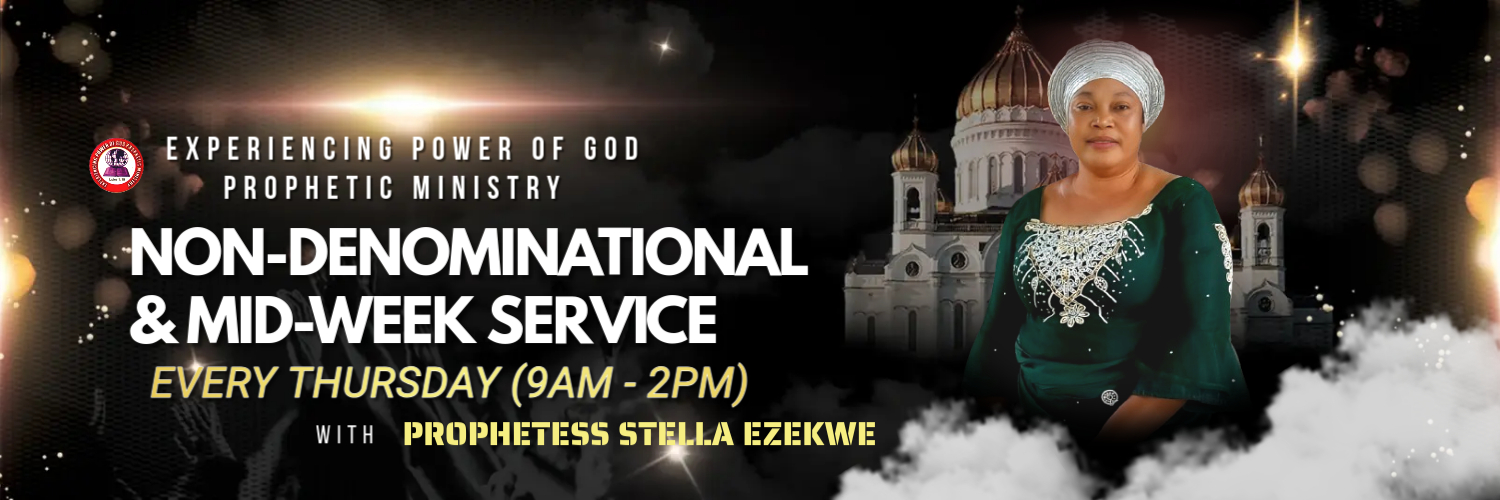 EXPERIENCING POWER OF GOD
PROPHETIC MINISTRY
NON-DENOMINATIONAL
& MID-WEEK SERVICE
EVERY THURSDAY (9AM - 2PM)
WITH PROPHETESS STELLA EZEKWE